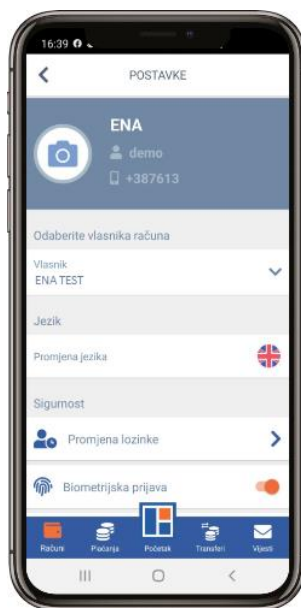 16:39
POSTAVKE
ENA
demo
+387613
Odaberite vlasnika računa
Vlasnik
ENA TEST
Jezik
Promjena jezika
Sigurnost
Promjena lozinke
Biometrijska prijava
Računi Plaćanja Početak Transferi Vijesti